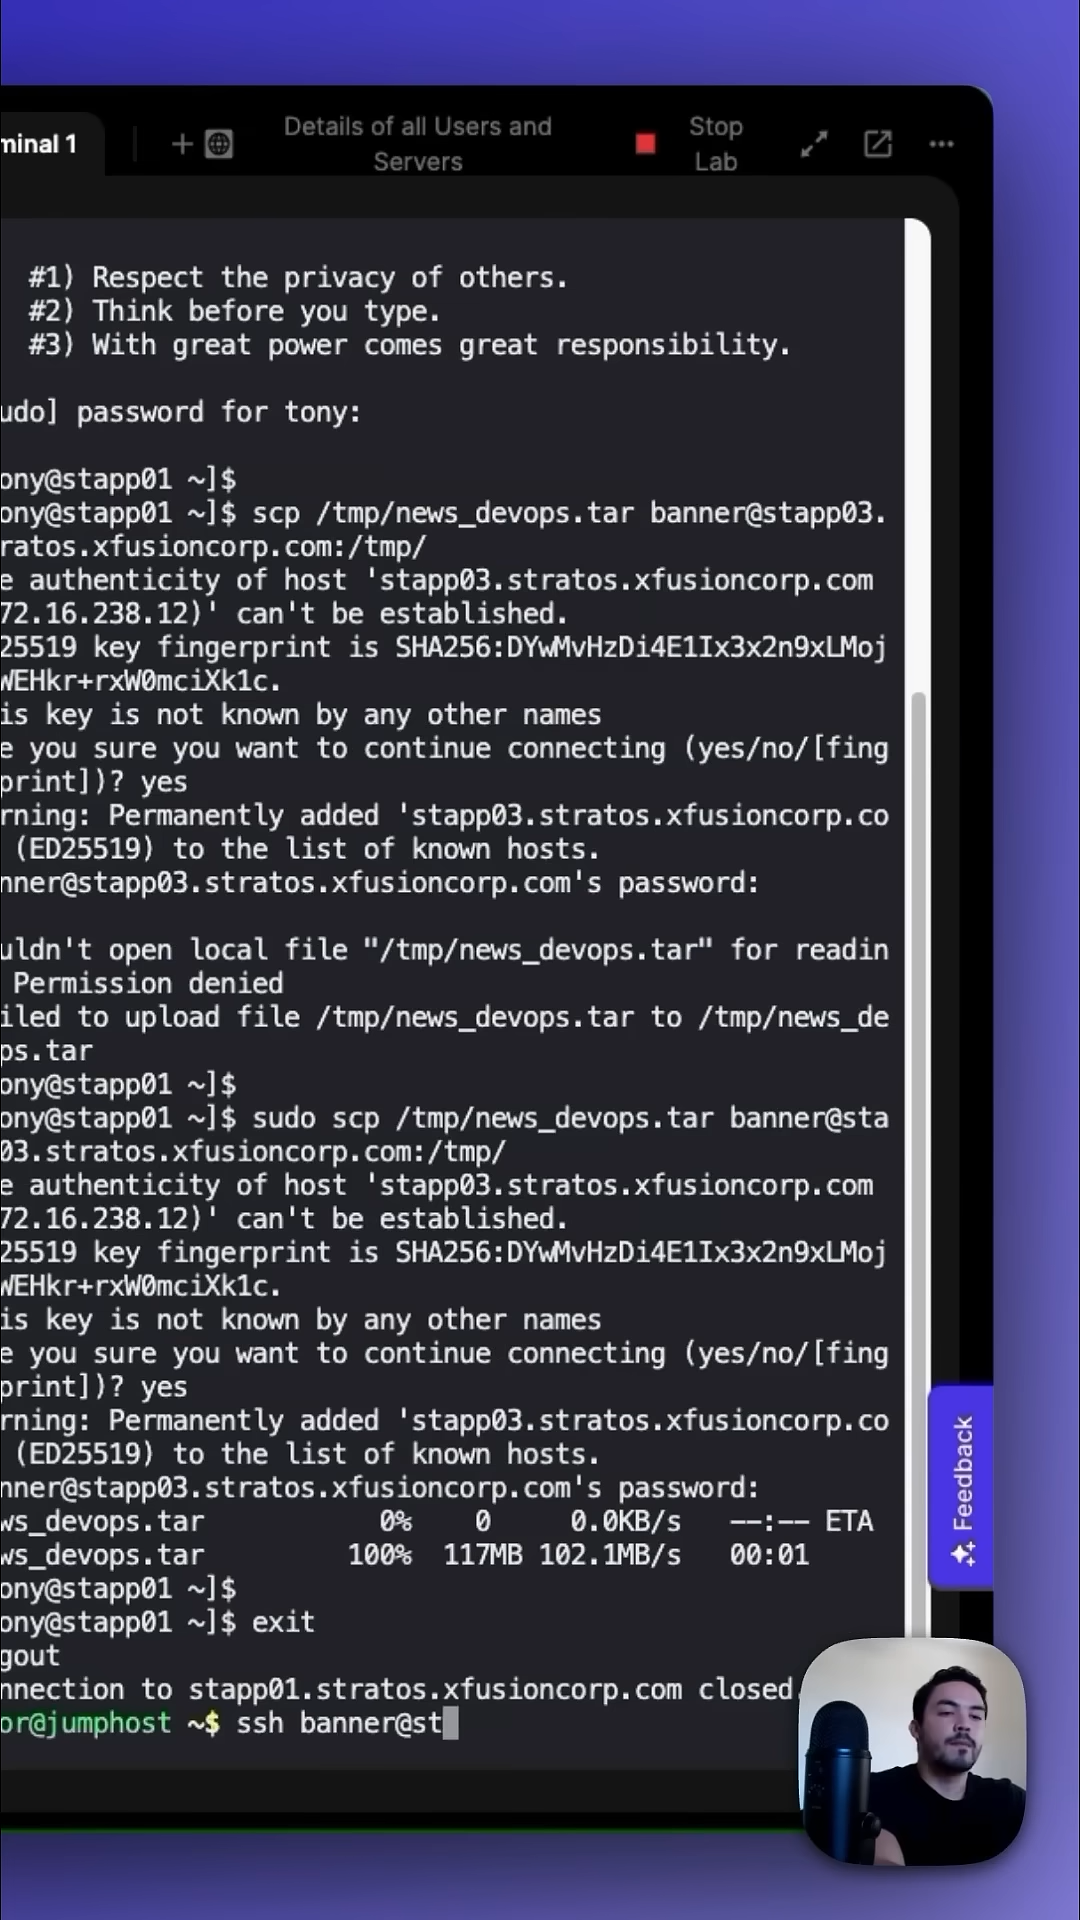 minal 1
Details of all Users and
Servers
Stop
Lab
#1) Respect the privacy of others.
#2) Think before you type.
#3) With great power comes great responsibility.
udo] password for tony:
ony@stapp01 ~]$
ony@stapp01 ~]$ scp /tmp/news_devops.tar banner@stapp03.
ratos.xfusioncorp.com:/tmp/
e authenticity of host 'stapp03.stratos.xfusioncorp.com
72.16.238.12)' can't be established.
25519 key fingerprint is SHA256:DYwMvHzDi4E1Ix3x2n9xLMoj
WEHkr+rxW0mciXk1c.
is key is not known by any other names
e you sure you want to continue connecting (yes/no/[fing
print])? yes
rning: Permanently added 'stapp03.stratos.xfusioncorp.co
(ED25519) to the list of known hosts.
nner@stapp03.stratos.xfusioncorp.com's password:
uldn't open local file "/tmp/news_devops.tar" for readin
Permission denied
iled to upload file /tmp/news_devops.tar to /tmp/news_de
ps.tar
ony@stapp01 ~]$
ony@stapp01 ~]$ sudo scp /tmp/news_devops.tar banner@sta
03.stratos.xfusioncorp.com:/tmp/
e authenticity of host 'stapp03.stratos.xfusioncorp.com
72.16.238.12)' can't be established.
25519 key fingerprint is SHA256:DYwMvHzDi4E1Ix3x2n9xLMoj
WEHkr+rxW0mciXk1c.
is key is not known by any other names
e you sure you want to continue connecting (yes/no/[fing
print])? yes
rning: Permanently added 'stapp03.stratos.xfusioncorp.co
(ED25519) to the list of known hosts.
nner@stapp03.stratos.xfusioncorp.com's password:
ws_devops.tar 0% 0 0.0KB/s --:-- ETA
ws_devops.tar 100% 117MB 102.1MB/s 00:01
ony@stapp01 ~]$
ony@stapp01 ~]$ exit
gout
nnection to stapp01.stratos.xfusioncorp.com closed.
or@jumphost ~$ ssh banner@st
Feedback